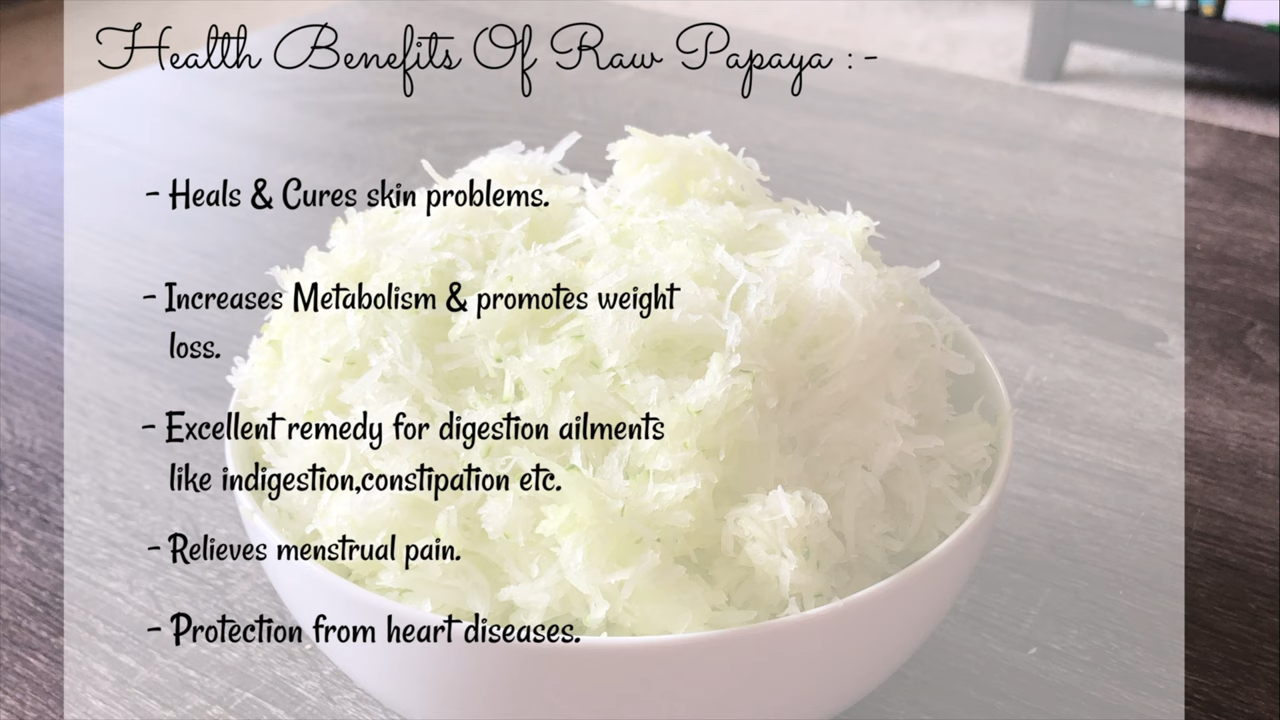 Health Benefits Of Raw Papaya : -
- Heals & Cures skin problems.
- Increases Metabolism & promotes weight
loss.
- Excellent remedy for digestion ailments
like indigestion,constipation etc.
- Relieves menstrual pain.
- Protection from heart diseases.